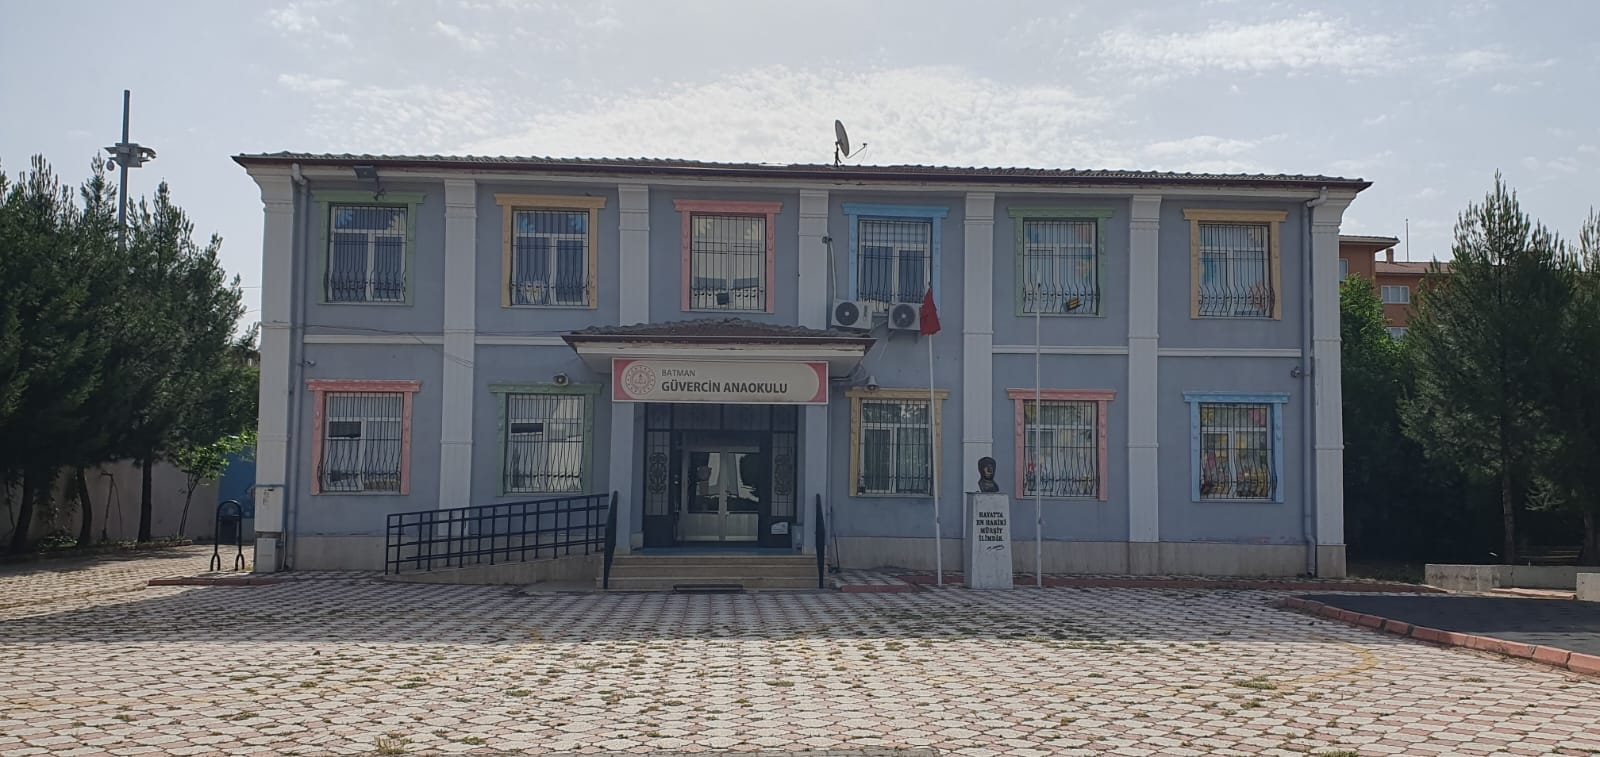 BATMAN
GÜVERCİN ANAOKULU
HAYATTA
EN HAKİKİ
MÜRŞİT
İLİMDİR.